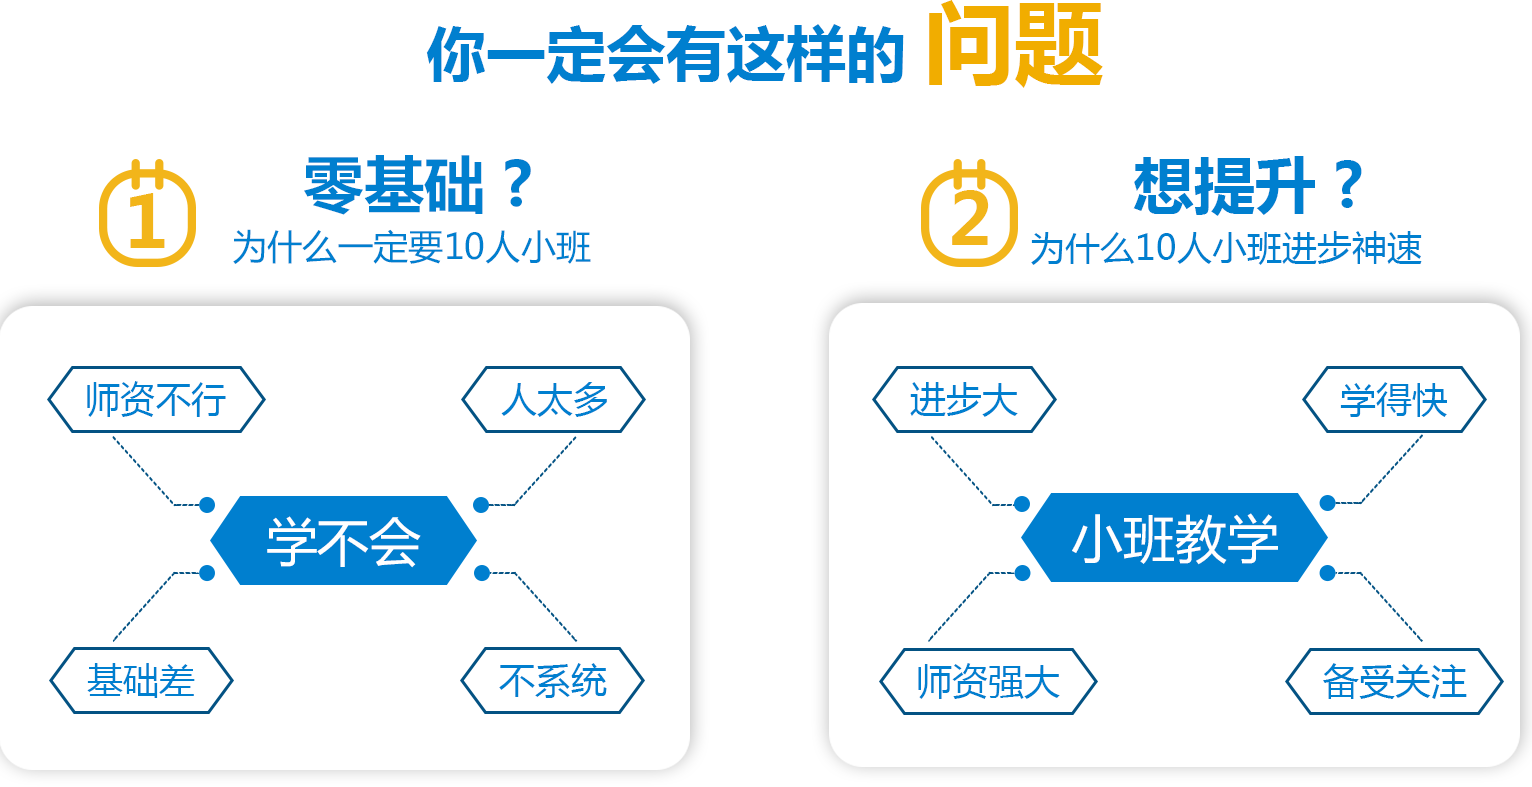 你一定会有这样的 问题
1
零基础？
为什么一定要10人小班
2
想提升？
为什么10人小班进步神速
师资不行
人太多
学不会
基础差
不系统
进步大
学得快
小班教学
师资强大
备受关注